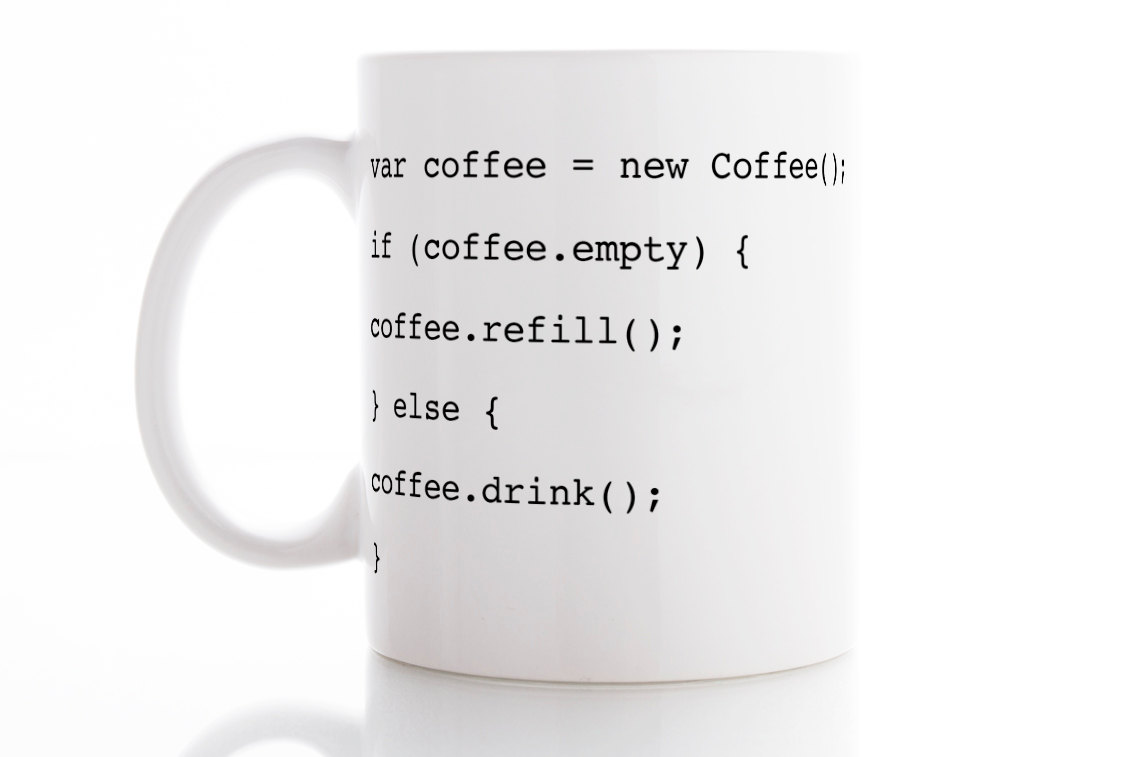 var coffee = new Coffee();
if (coffee.empty) {
coffee.refill();
} else {
coffee.drink();
}